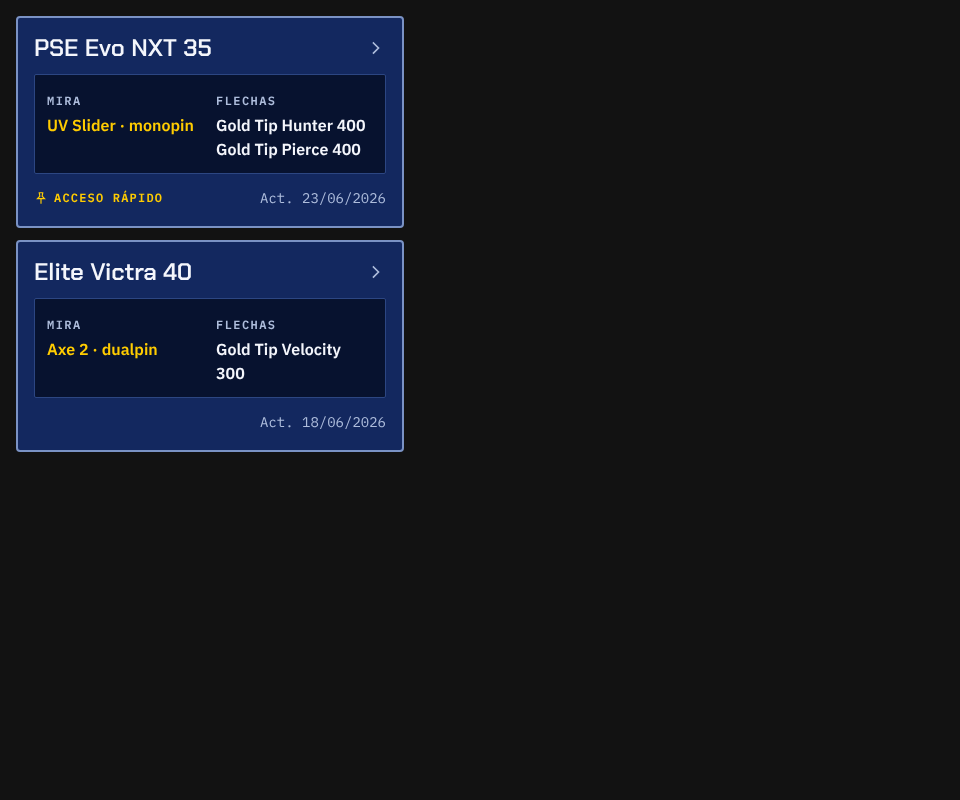 PSE Evo NXT 35
MIRA
UV Slider · monopin
FLECHAS
Gold Tip Hunter 400
Gold Tip Pierce 400
ACCESO RÁPIDO
Act. 23/06/2026
Elite Victra 40
MIRA
Axe 2 · dualpin
FLECHAS
Gold Tip Velocity
300
Act. 18/06/2026